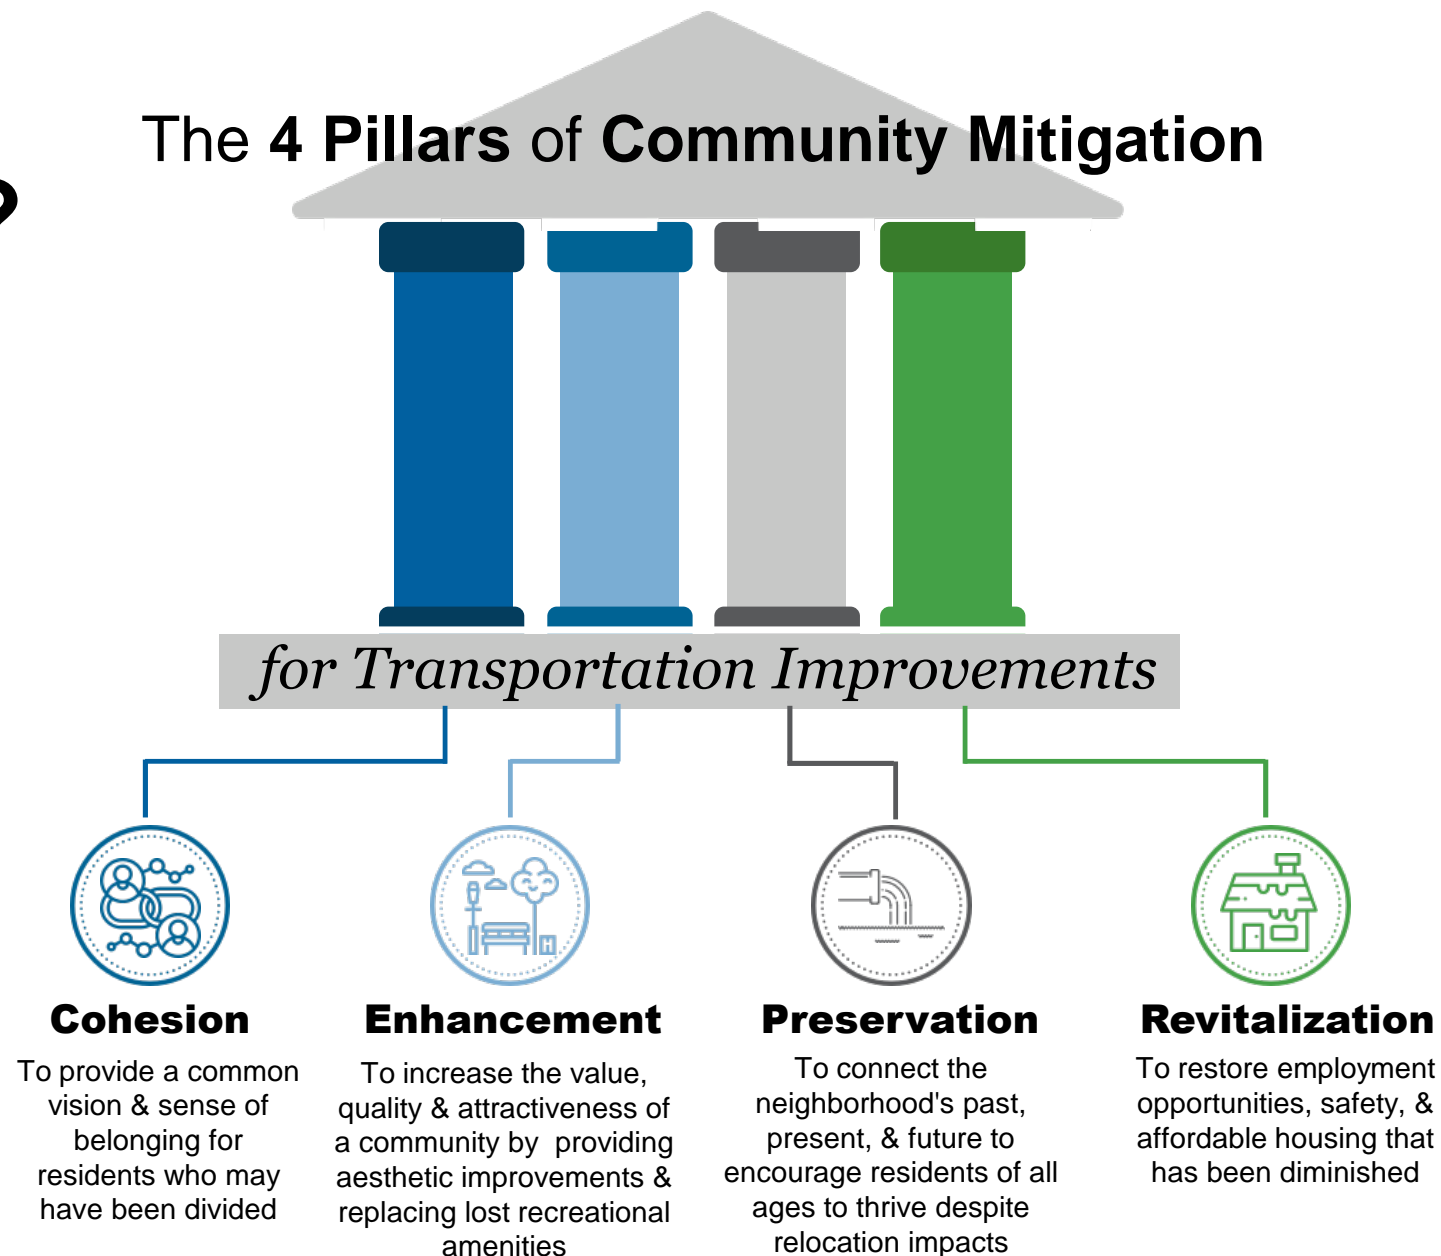 The 4 Pillars of Community Mitigation
?
for Transportation Improvements
Cohesion
To provide a common
vision & sense of
belonging for
residents who may
have been divided
Enhancement
To increase the value,
quality & attractiveness of
a community by providing
aesthetic improvements &
replacing lost recreational
amenities
Preservation
To connect the
neighborhood's past,
present, & future to
encourage residents of all
ages to thrive despite
relocation impacts
Revitalization
To restore employment
opportunities, safety, &
affordable housing that
has been diminished